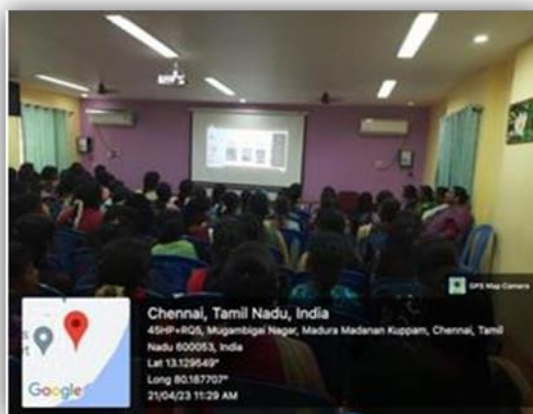 GPS Map Camera
Chennai, Tamil Nadu, India
45HP+RQ5, Mugambigai Nagar, Madura Madanan Kuppam, Chennai, Tamil
Nadu 600053, India
Lat 13.129549°
Long 80.187707°
21/04/23 11:29 AM
Google